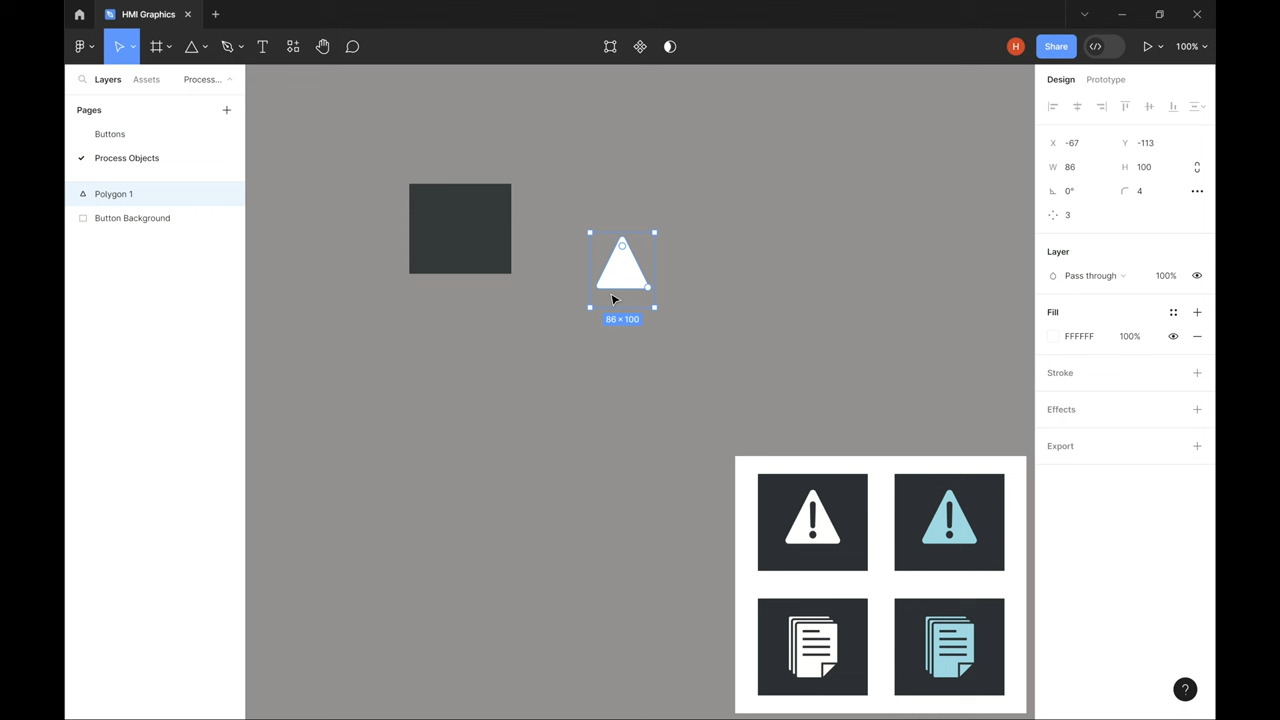 HMI Graphics
H
Share
100%
Layers
Assets
Process...
Design
Prototype
Pages
Buttons
Process Objects
Polygon 1
Button Background
X -67
Y -113
W 86
H 100
0°
4
3
Layer
Pass through
100%
Fill
FFFFFF
100%
Stroke
Effects
Export
86 × 100
?